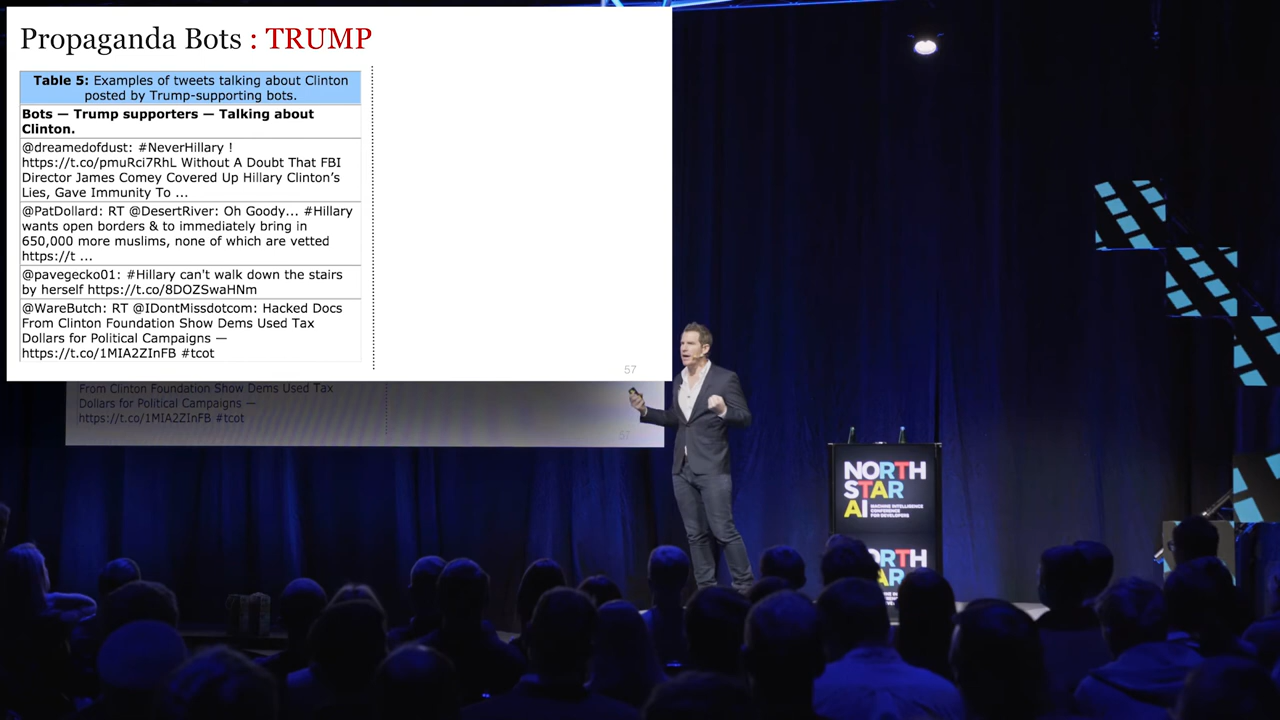 Propaganda Bots : TRUMP
Table 5: Examples of tweets talking about Clinton
posted by Trump-supporting bots.
Bots — Trump supporters — Talking about
Clinton.
@dreamedofdust: #NeverHillary !
https://t.co/pmuRci7RhL Without A Doubt That FBI
Director James Comey Covered Up Hillary Clinton’s
Lies, Gave Immunity To ...
@PatDollard: RT @DesertRiver: Oh Goody... #Hillary
wants open borders & to immediately bring in
650,000 more muslims, none of which are vetted
https://t ...
@pavegecko01: #Hillary can't walk down the stairs
by herself https://t.co/8DOZSwaHNm
@WareButch: RT @IDontMissdotcom: Hacked Docs
From Clinton Foundation Show Dems Used Tax
Dollars for Political Campaigns —
https://t.co/1MIA2ZInFB #tcot
57
From Clinton Foundation Show Dems Used Tax
Dollars for Political Campaigns —
https://t.co/1MIA2ZInFB #tcot
57
NORTH
STAR
AI
MACHINE INTELLIGENCE
CONFERENCE
FOR DEVELOPERS